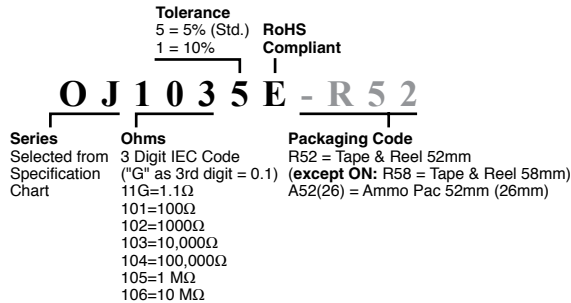 Tolerance
5 = 5% (Std.)
1 = 10%
RoHS
Compliant
O J 1 0 3 5 E - R 5 2
Series
Selected from
Specification
Chart
Ohms
3 Digit IEC Code
("G" as 3rd digit = 0.1)
11G=1.1Ω
101=100Ω
102=1000Ω
103=10,000Ω
104=100,000Ω
105=1 MΩ
106=10 MΩ
Packaging Code
R52 = Tape & Reel 52mm
(except ON: R58 = Tape & Reel 58mm)
A52(26) = Ammo Pac 52mm (26mm)